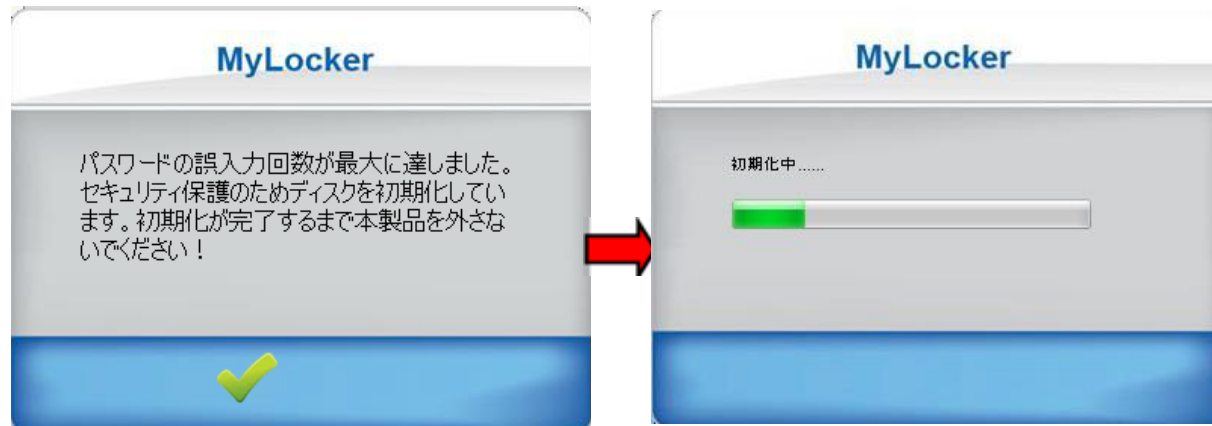 MyLocker
パスワードの誤入力回数が最大に達しました。
セキュリティ保護のためディスクを初期化してい
ます。初期化が完了するまで本製品を外さな
いでください！
MyLocker
初期化中......